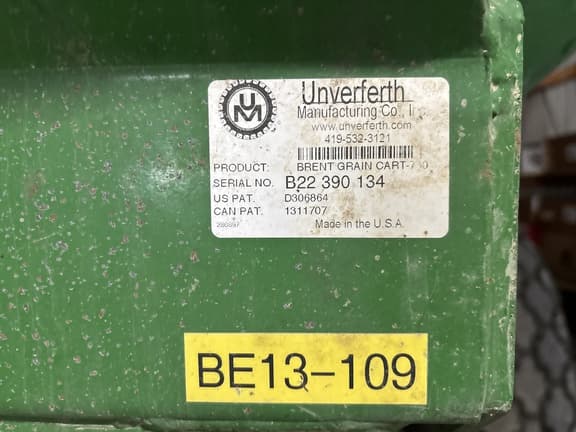 UM
Unverferth
Manufacturing Co., I
www.unverferth.com
419-532-3121
PRODUCT: BRENT GRAIN CART-
SERIAL NO. B22 390 134
US PAT. D306864
CAN PAT. 1311707
Made in the U.S.A.
BE13-109